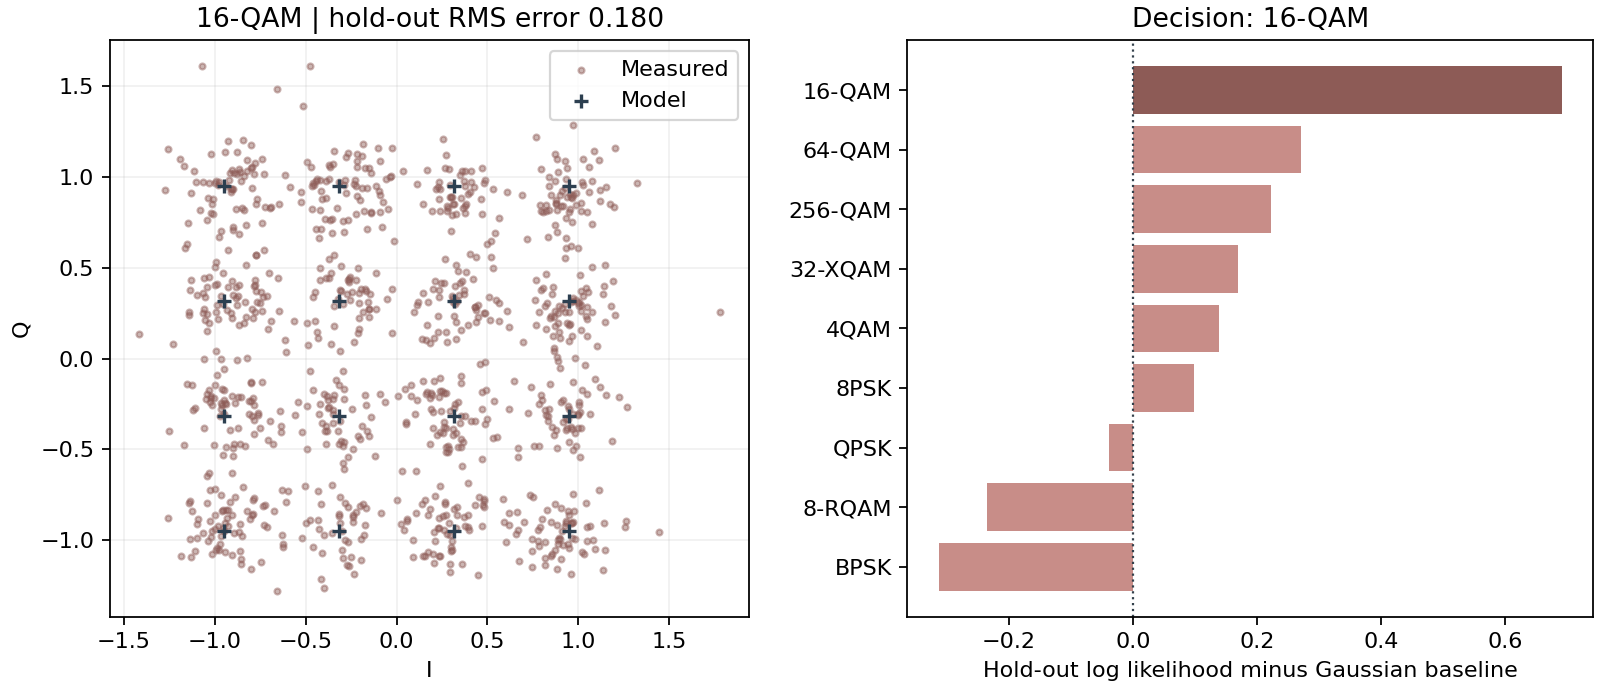 16-QAM | hold-out RMS error 0.180
Measured
Model
1.5
1.0
0.5
0.0
−0.5
−1.0
Q
−1.5
−1.0
−0.5
0.0
0.5
1.0
1.5
I
Decision: 16-QAM
16-QAM
64-QAM
256-QAM
32-XQAM
4QAM
8PSK
QPSK
8-RQAM
BPSK
−0.2
0.0
0.2
0.4
0.6
Hold-out log likelihood minus Gaussian baseline